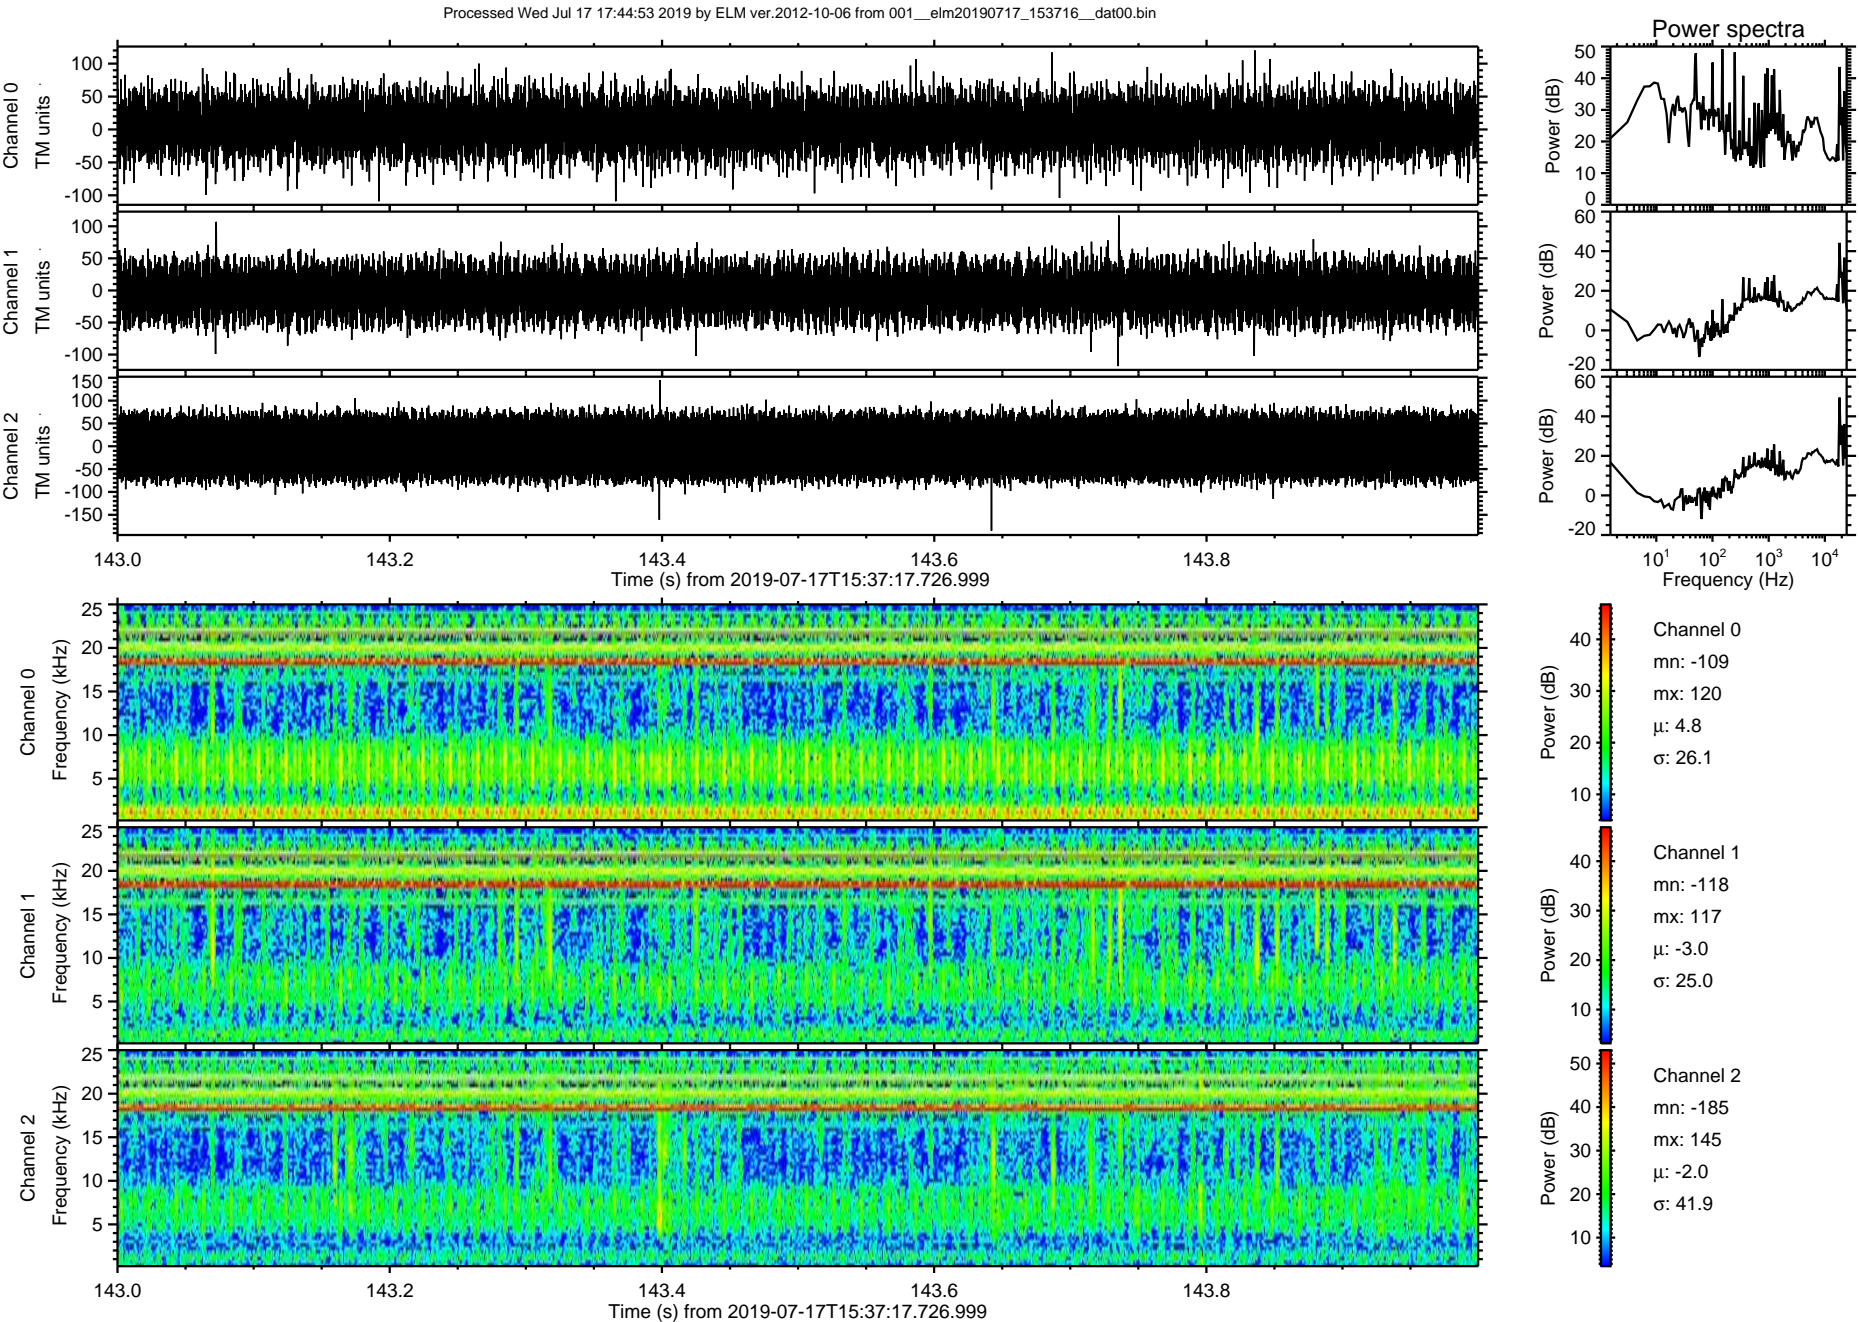 Processed Wed Jul 17 17:44:53 2019 by ELM ver.2012-10-06 from 001__elm20190717_153716__dat00.bin
Power spectra
Channel 0
TM units
100
50
0
-50
-100
Power (dB)
50
40
30
20
10
0
Channel 1
TM units
100
50
0
-50
-100
Power (dB)
60
40
20
0
-20
Channel 2
TM units
150
100
50
0
-50
-100
-150
Power (dB)
60
40
20
0
-20
143.0 143.2 143.4 143.6 143.8
Time (s) from 2019-07-17T15:37:17.726.999
10^1 10^2 10^3 10^4
Frequency (Hz)
Channel 0
Frequency (kHz)
25
20
15
10
5
Power (dB)
40
30
20
10
Channel 0
mn: -109
mx: 120
μ: 4.8
σ: 26.1
Channel 1
Frequency (kHz)
25
20
15
10
5
Power (dB)
40
30
20
10
Channel 1
mn: -118
mx: 117
μ: -3.0
σ: 25.0
Channel 2
Frequency (kHz)
25
20
15
10
5
Power (dB)
50
40
30
20
10
Channel 2
mn: -185
mx: 145
μ: -2.0
σ: 41.9
143.0 143.2 143.4 143.6 143.8
Time (s) from 2019-07-17T15:37:17.726.999